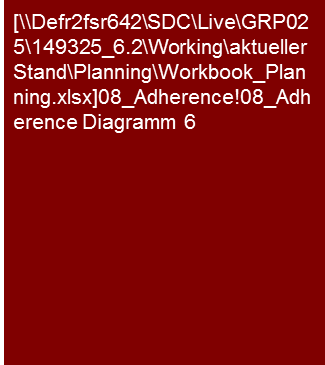 [\\Defr2fsr642\SDC\Live\GRP02
5\149325_6.2\Working\aktueller
Stand\Planning\Workbook_Plan
ning.xlsx]08_Adherence!08_Adh
erence Diagramm 6